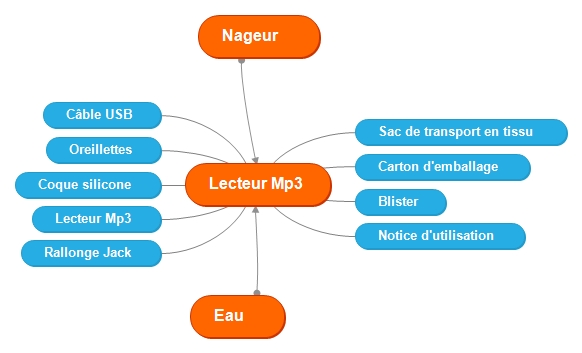 Nageur
Câble USB
Oreillettes
Coque silicone
Lecteur Mp3
Rallonge Jack
Lecteur Mp3
Sac de transport en tissu
Carton d'emballage
Blister
Notice d'utilisation
Eau